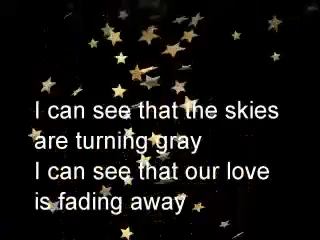 I can see that the skies
are turning gray
I can see that our love
is fading away